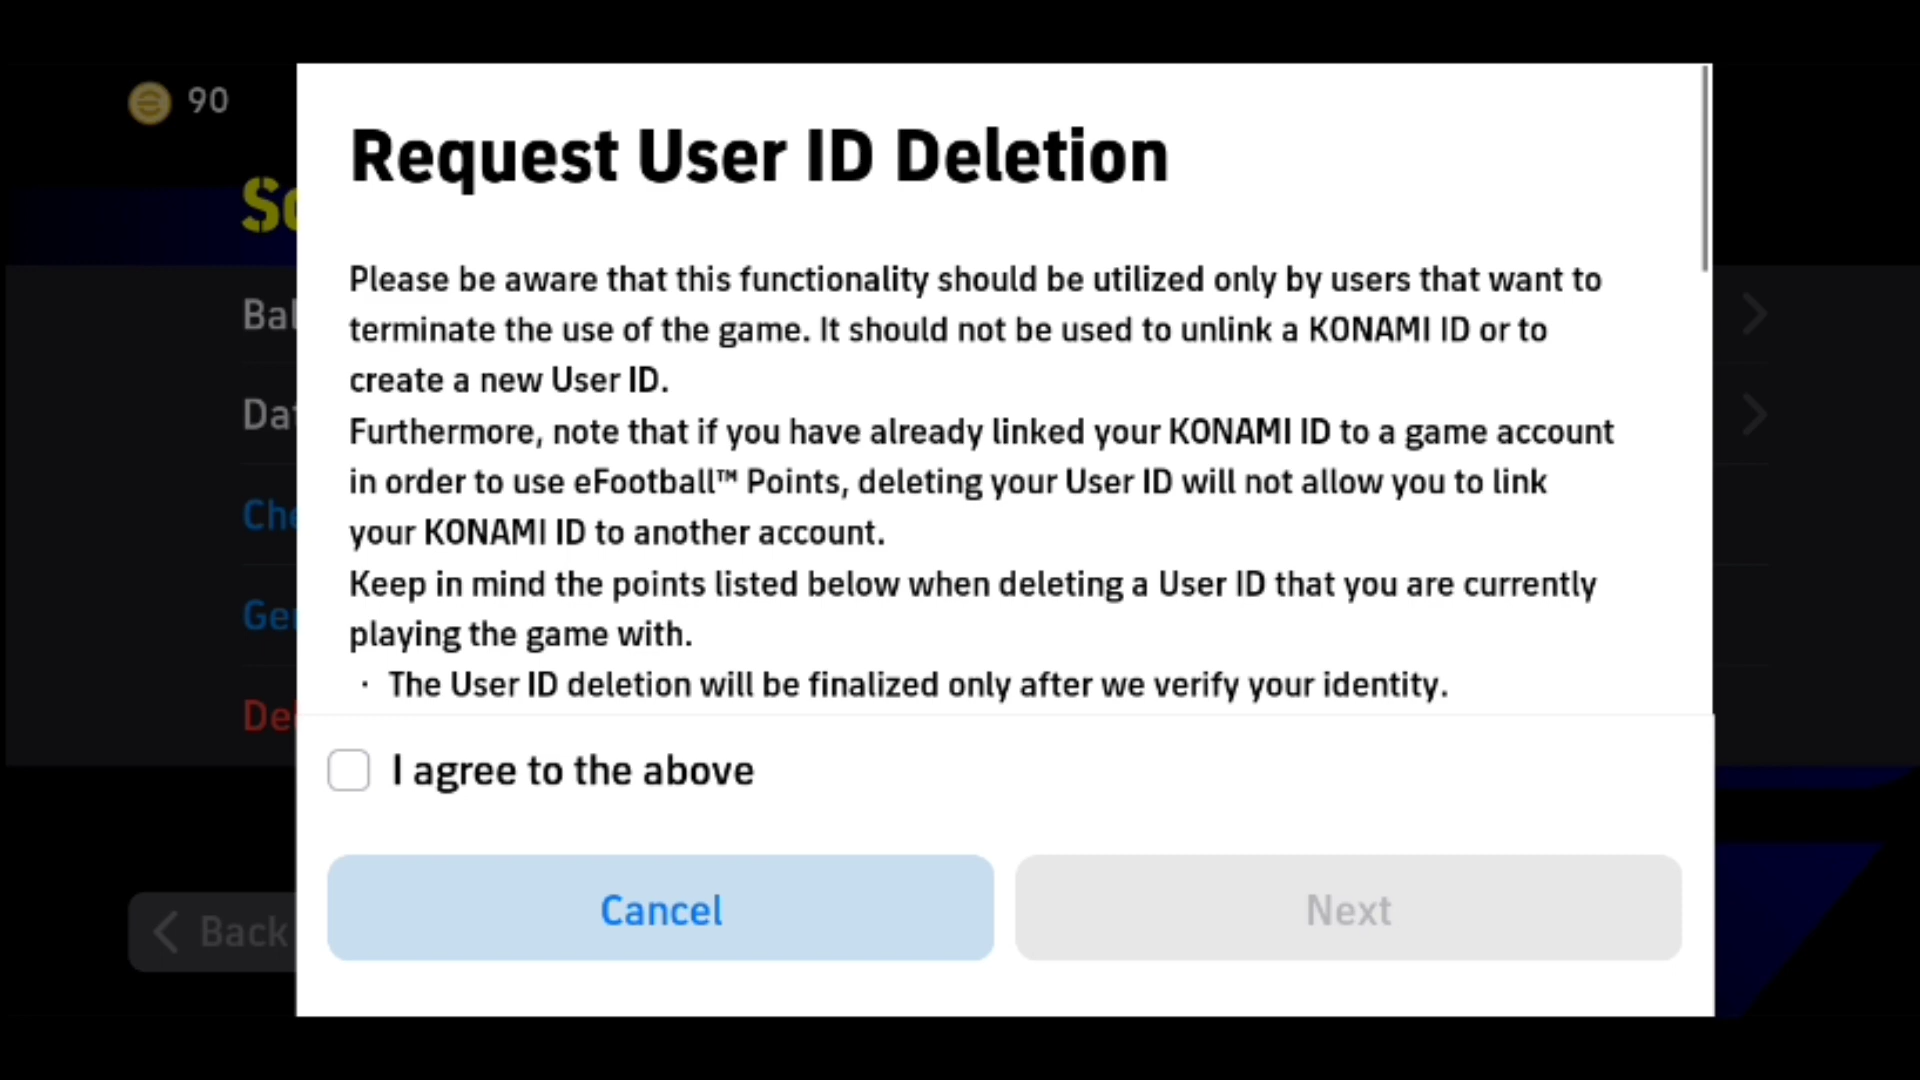 90
Request User ID Deletion
Please be aware that this functionality should be utilized only by users that want to
terminate the use of the game. It should not be used to unlink a KONAMI ID or to
create a new User ID.
Furthermore, note that if you have already linked your KONAMI ID to a game account
in order to use eFootball™ Points, deleting your User ID will not allow you to link
your KONAMI ID to another account.
Keep in mind the points listed below when deleting a User ID that you are currently
playing the game with.
· The User ID deletion will be finalized only after we verify your identity.
I agree to the above
Cancel
Next
Back